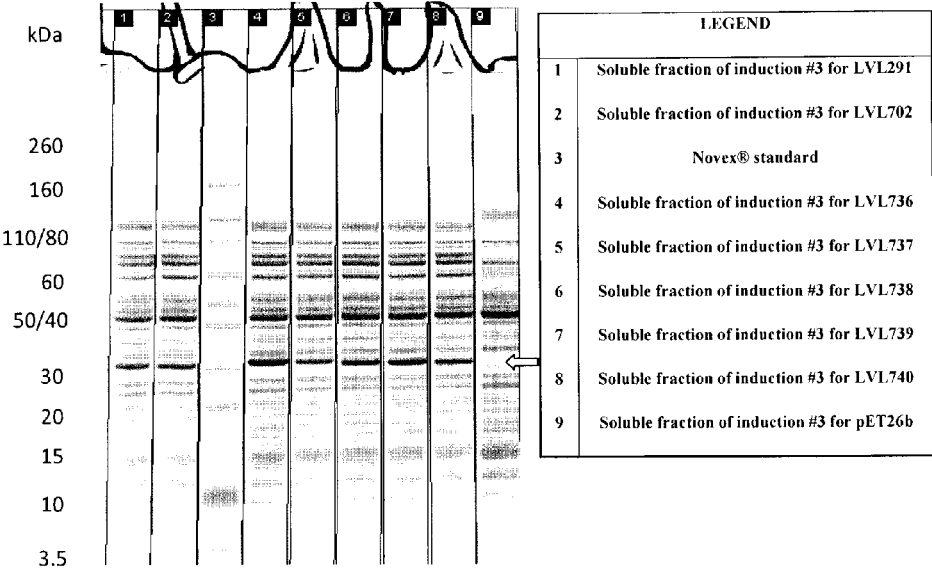 1 2 3 4 5 6 7 8 9
kDa
260
160
110/80
60
50/40
30
20
15
10
3.5
LEGEND
1 Soluble fraction of induction #3 for LVL291
2 Soluble fraction of induction #3 for LVL702
3 Novex® standard
4 Soluble fraction of induction #3 for LVL736
5 Soluble fraction of induction #3 for LVL737
6 Soluble fraction of induction #3 for LVL738
7 Soluble fraction of induction #3 for LVL739
8 Soluble fraction of induction #3 for LVL740
9 Soluble fraction of induction #3 for pET26b